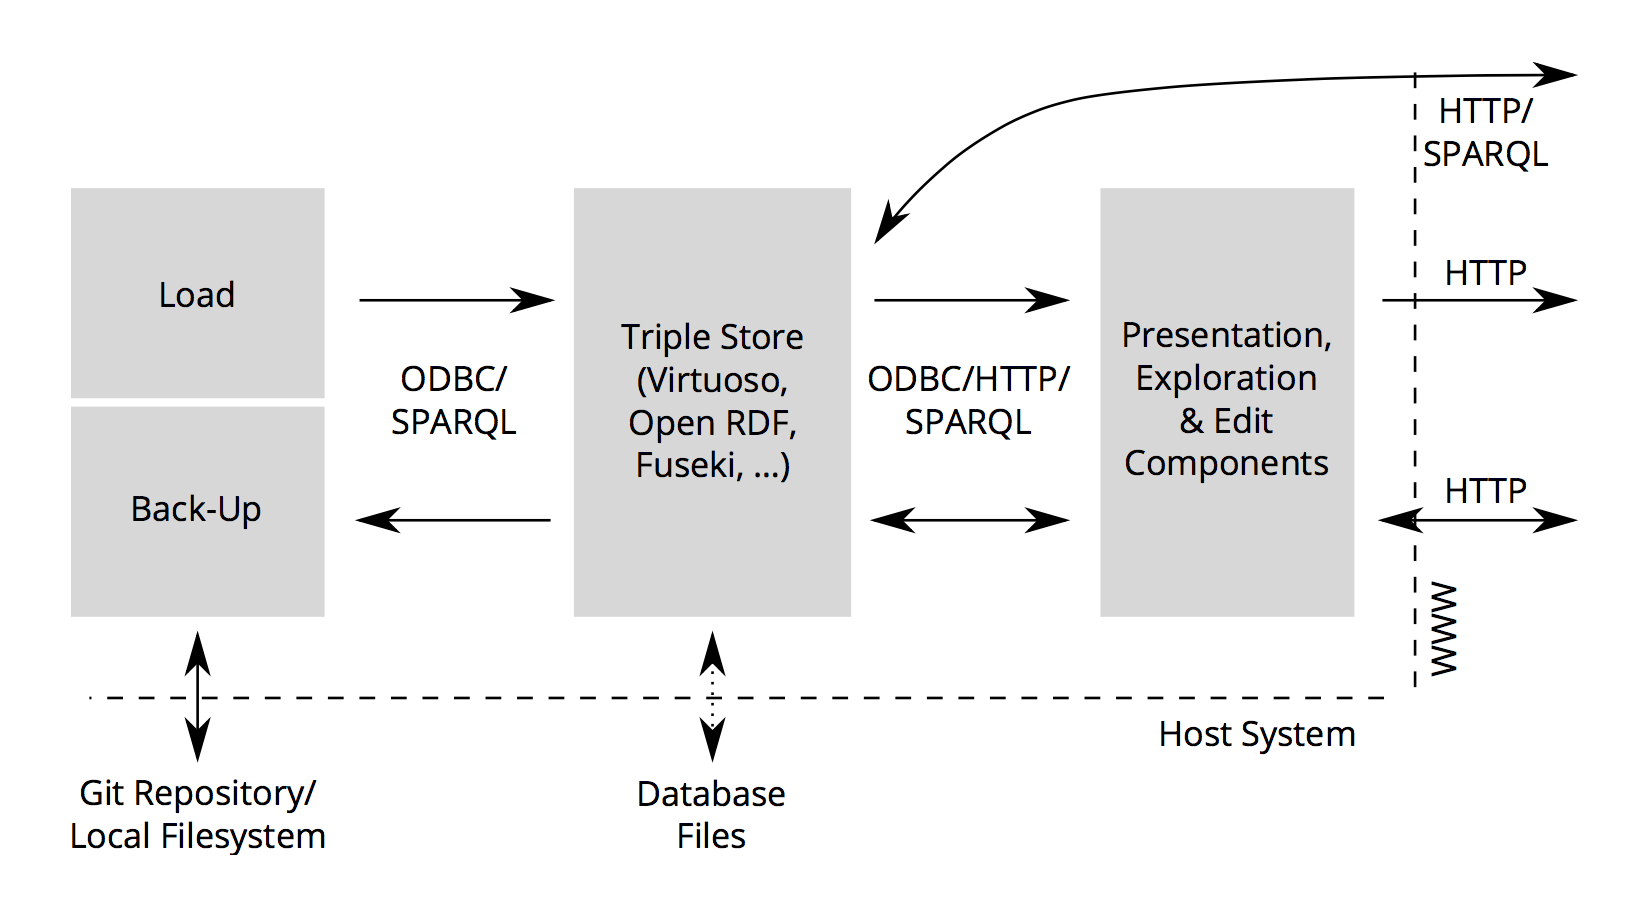 HTTP/
SPARQL
Load
Back-Up
ODBC/
SPARQL
Triple Store
(Virtuoso,
Open RDF,
Fuseki, ...)
ODBC/HTTP/
SPARQL
Presentation,
Exploration
& Edit
Components
HTTP
HTTP
WWW
Host System
Git Repository/
Local Filesystem
Database
Files